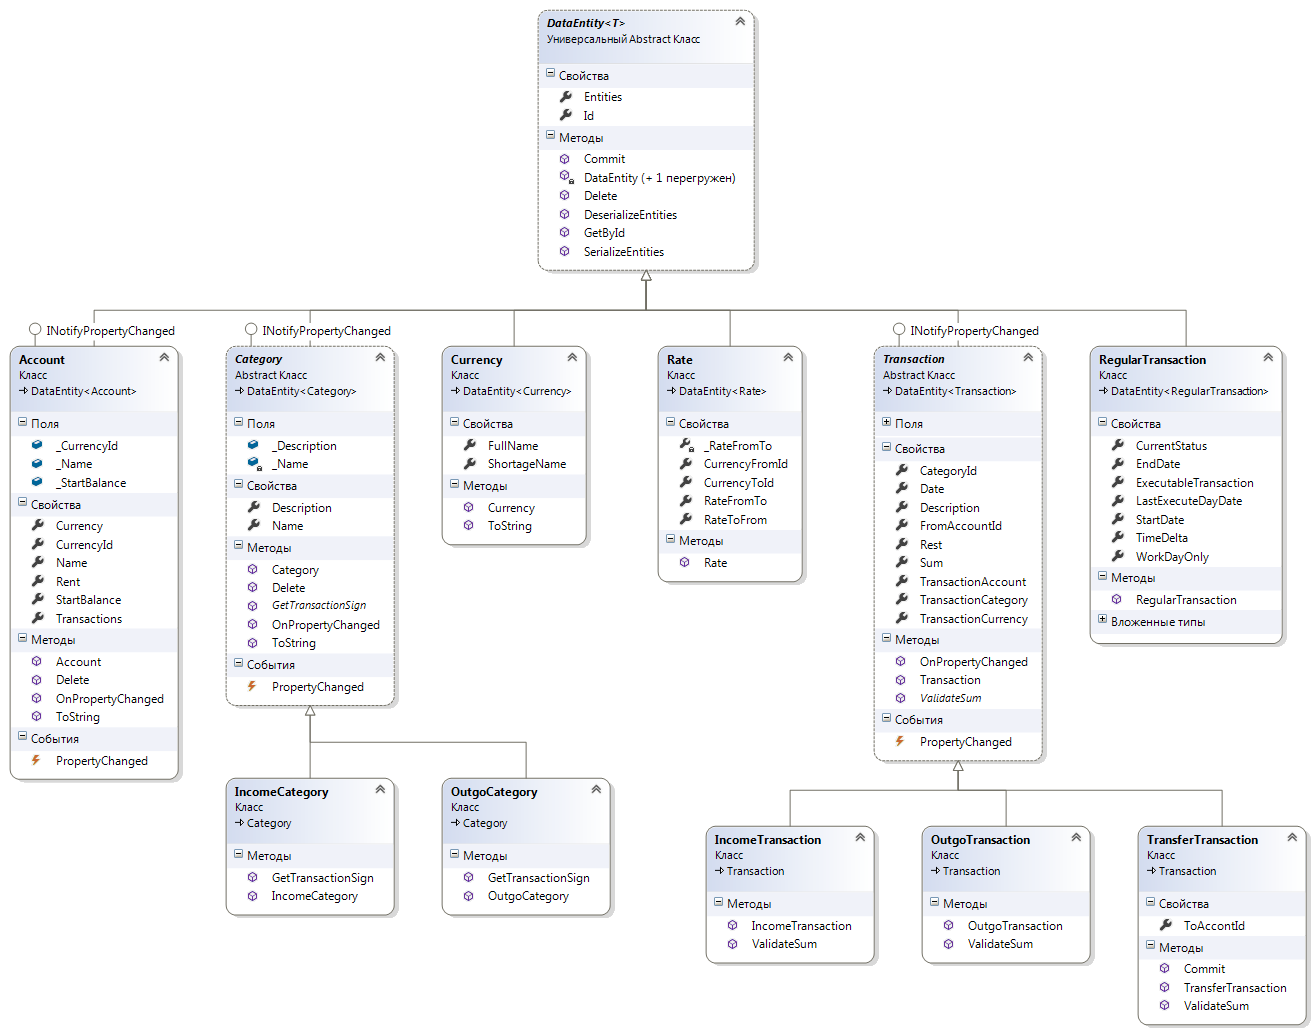 DataEntity<T>
Универсальный Abstract Класс
Свойства
Entities
Id
Методы
Commit
DataEntity (+ 1 перегружен)
Delete
DeserializeEntities
GetById
SerializeEntities
INotifyPropertyChanged
Account
Класс
DataEntity<Account>
Поля
_CurrencyId
_Name
_StartBalance
Свойства
Currency
CurrencyId
Name
Rent
StartBalance
Transactions
Методы
Account
Delete
OnPropertyChanged
ToString
События
PropertyChanged
INotifyPropertyChanged
Category
Abstract Класс
DataEntity<Category>
Поля
_Description
_Name
Свойства
Description
Name
Методы
Category
Delete
GetTransactionSign
OnPropertyChanged
ToString
События
PropertyChanged
Currency
Класс
DataEntity<Currency>
Свойства
FullName
ShortageName
Методы
Currency
ToString
Rate
Класс
DataEntity<Rate>
Свойства
_RateFromTo
CurrencyFromId
CurrencyToId
RateFromTo
RateToFrom
Методы
Rate
INotifyPropertyChanged
Transaction
Abstract Класс
DataEntity<Transaction>
Поля
Свойства
CategoryId
Date
Description
FromAccountId
Rest
Sum
TransactionAccount
TransactionCategory
TransactionCurrency
Методы
OnPropertyChanged
Transaction
ValidateSum
События
PropertyChanged
RegularTransaction
Класс
DataEntity<RegularTransaction>
Свойства
CurrentStatus
EndDate
ExecutableTransaction
LastExecuteDayDate
StartDate
TimeDelta
WorkDayOnly
Методы
RegularTransaction
Вложенные типы
IncomeCategory
Класс
Category
Методы
GetTransactionSign
IncomeCategory
OutgoCategory
Класс
Category
Методы
GetTransactionSign
OutgoCategory
IncomeTransaction
Класс
Transaction
Методы
IncomeTransaction
ValidateSum
OutgoTransaction
Класс
Transaction
Методы
OutgoTransaction
ValidateSum
TransferTransaction
Класс
Transaction
Свойства
ToAccontId
Методы
Commit
TransferTransaction
ValidateSum